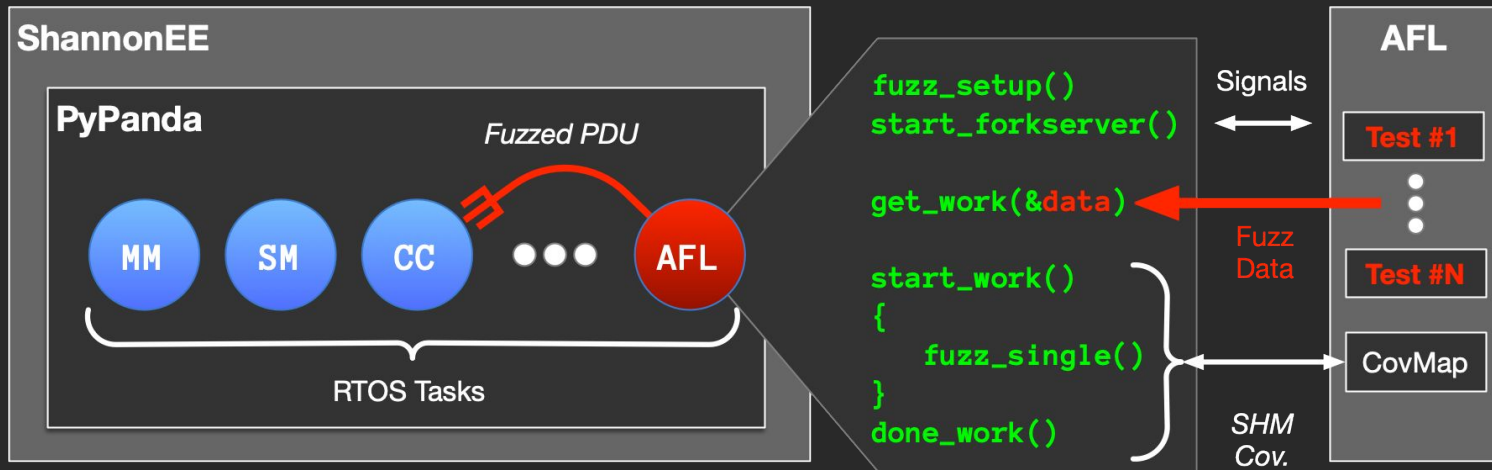 ShannonEE
PyPanda
Fuzzed PDU
MM
SM
CC
AFL
RTOS Tasks
fuzz_setup()
start_forkserver()
get_work(&data)
start_work()
{
fuzz_single()
}
done_work()
Signals
Fuzz
Data
SHM
Cov.
AFL
Test #1
Test #N
CovMap